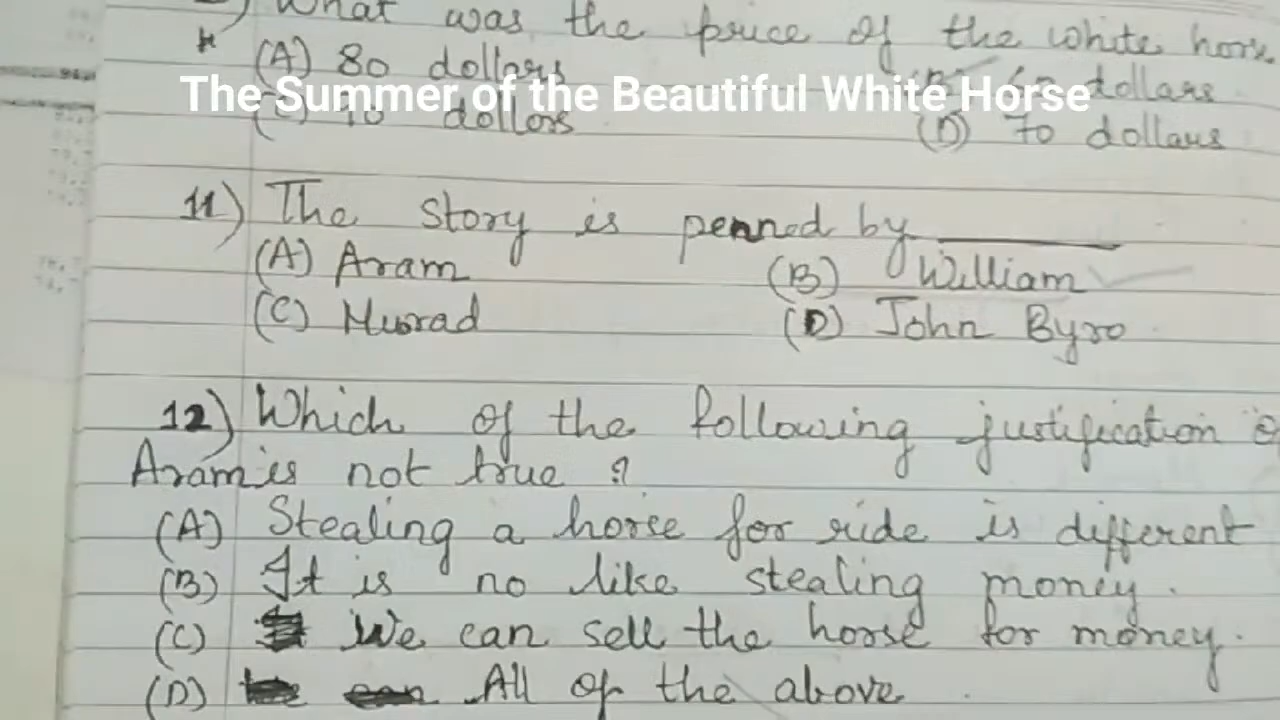 What was the price of the white horse
(A) 80 dollars (B) 60 dollars
The Summer of the Beautiful White Horse
(C) dollors (D) 70 dollars
11) The story is penned by ______
(A) Aram (B) William
(C) Murad (D) John Byro
12) Which of the following justification of
Aram is not true ?
(A) Stealing a horse for ride is different
(B) It is no like stealing money.
(C) We can sell the horse for money.
(D) All of the above